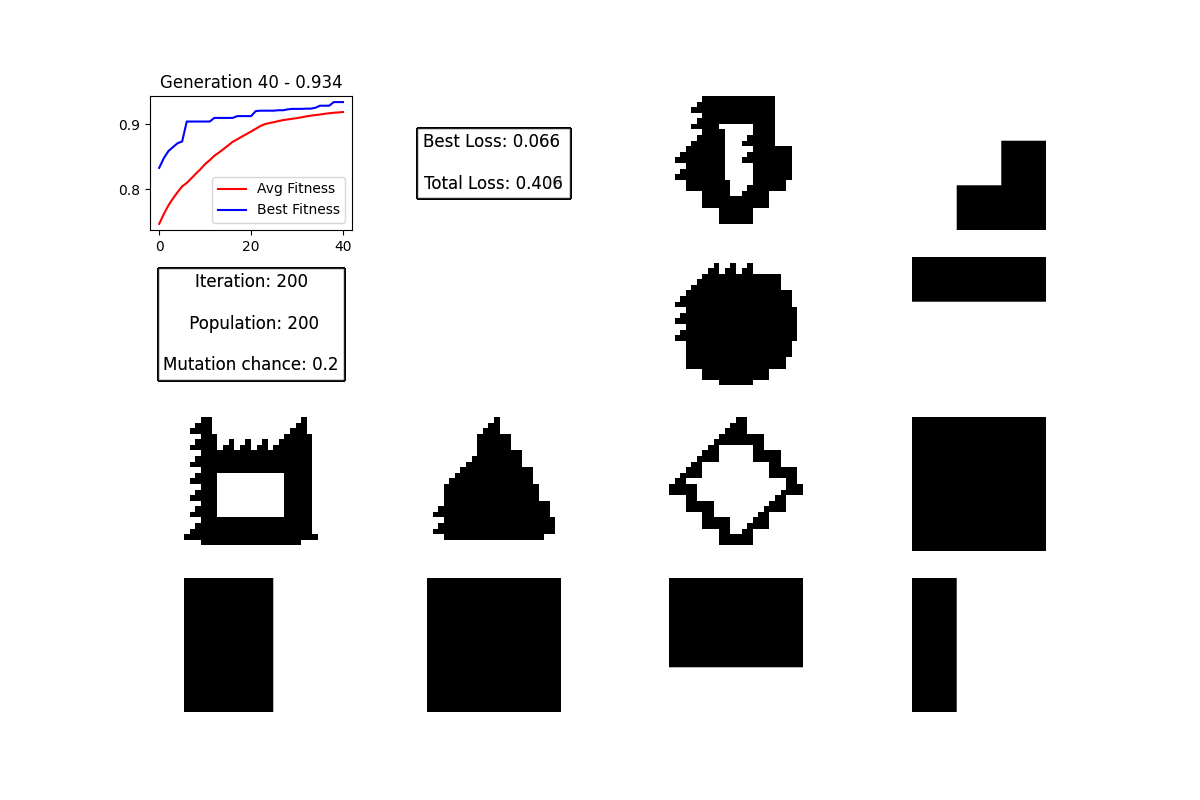 Generation 40 - 0.934
0.9
0.8
Avg Fitness
Best Fitness
0
20
40
Best Loss: 0.066
Total Loss: 0.406
Iteration: 200
Population: 200
Mutation chance: 0.2